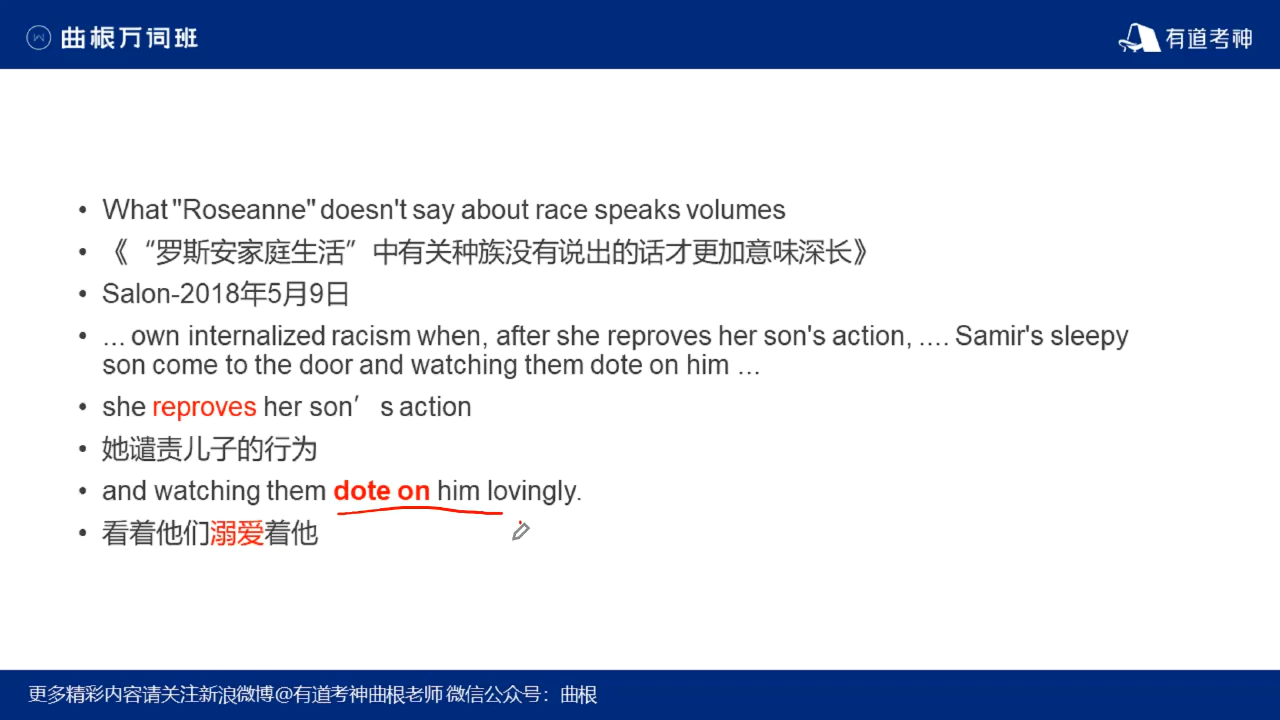 曲根万词班
有道考神
• What "Roseanne" doesn't say about race speaks volumes
• 《 “罗斯安家庭生活” 中有关种族没有说出的话才更加意味深长》
• Salon-2018年5月9日
• ... own internalized racism when, after she reproves her son's action, .... Samir's sleepy
son come to the door and watching them dote on him ...
• she reproves her son’s action
• 她谴责儿子的行为
• and watching them dote on him lovingly.
• 看着他们溺爱着他
更多精彩内容请关注新浪微博@有道考神曲根老师 微信公众号：曲根